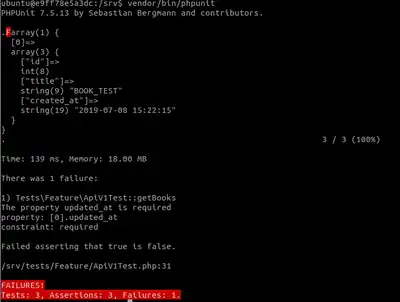 ubuntu@e9ff78e5a3dc:/srv$ vendor/bin/phpunit
PHPUnit 7.5.13 by Sebastian Bergmann and contributors.
.Farray(1) {
[0]=>
array(3) {
["id"]=>
int(8)
["title"]=>
string(9) "BOOK_TEST"
["created_at"]=>
string(19) "2019-07-08 15:22:15"
}
}
. 3 / 3 (100%)
Time: 139 ms, Memory: 18.00 MB
There was 1 failure:
1) Tests\Feature\ApiV1Test::getBooks
The property updated_at is required
property: [0].updated_at
constraint: required
Failed asserting that true is false.
/srv/tests/Feature/ApiV1Test.php:31
FAILURES!
Tests: 3, Assertions: 3, Failures: 1.